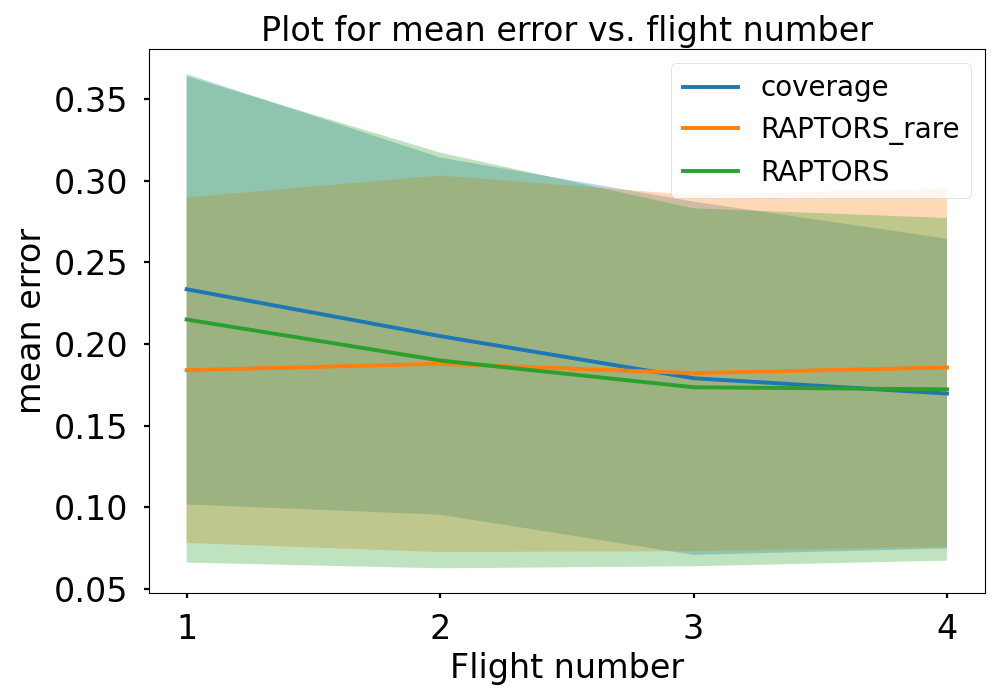 Plot for mean error vs. flight number
coverage
RAPTORS_rare
RAPTORS
mean error
0.35
0.30
0.25
0.20
0.15
0.10
0.05
1 2 3 4
Flight number